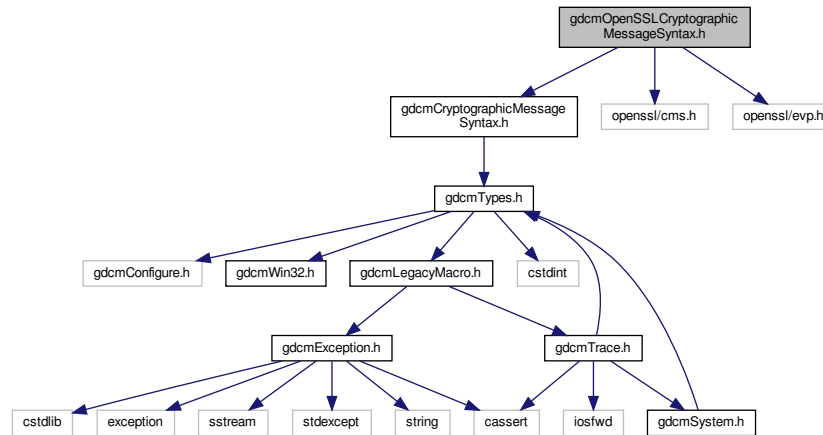 gdcmOpenSSLCryptographic
MessageSyntax.h
gdcmCryptographicMessage
Syntax.h
openssl/cms.h
openssl/evp.h
gdcmTypes.h
gdcmConfigure.h
gdcmWin32.h
gdcmLegacyMacro.h
cstdint
gdcmException.h
gdcmTrace.h
cstdlib
exception
sstream
stdexcept
string
cassert
iosfwd
gdcmSystem.h